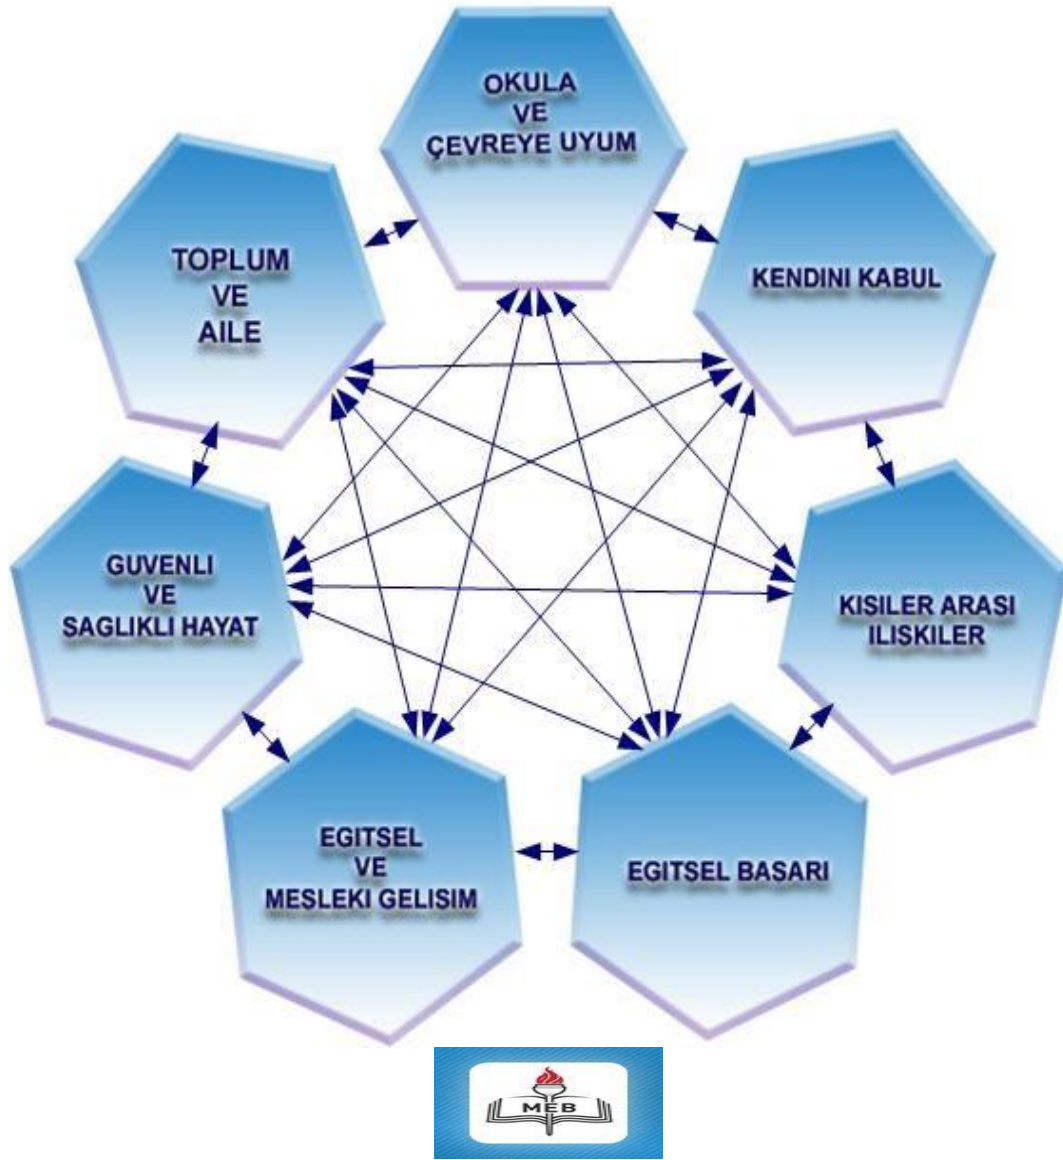 OKULA
VE
ÇEVREYE UYUM
TOPLUM
VE
AILE
KENDINI KABUL
GUVENLI
VE
SAGLIKLI HAYAT
KISILER ARASI
ILISKILER
EGITSEL
VE
MESLEKI GELISIM
EGITSEL BASARI
MEB